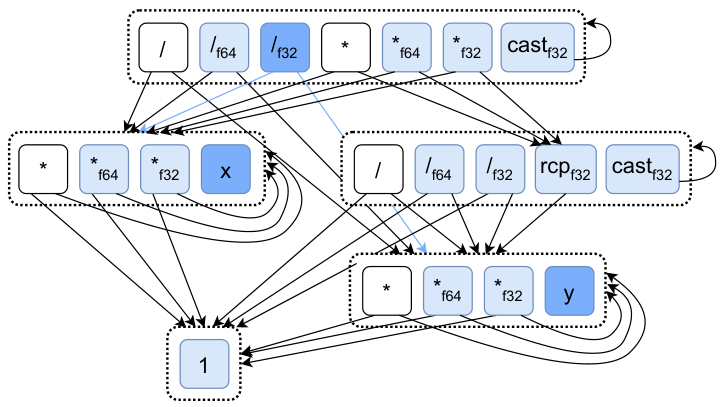 / /f64 /f32 * *f64 *f32 castf32
* *f64 *f32 x
/ /f64 /f32 rcpf32 castf32
* *f64 *f32 y
1